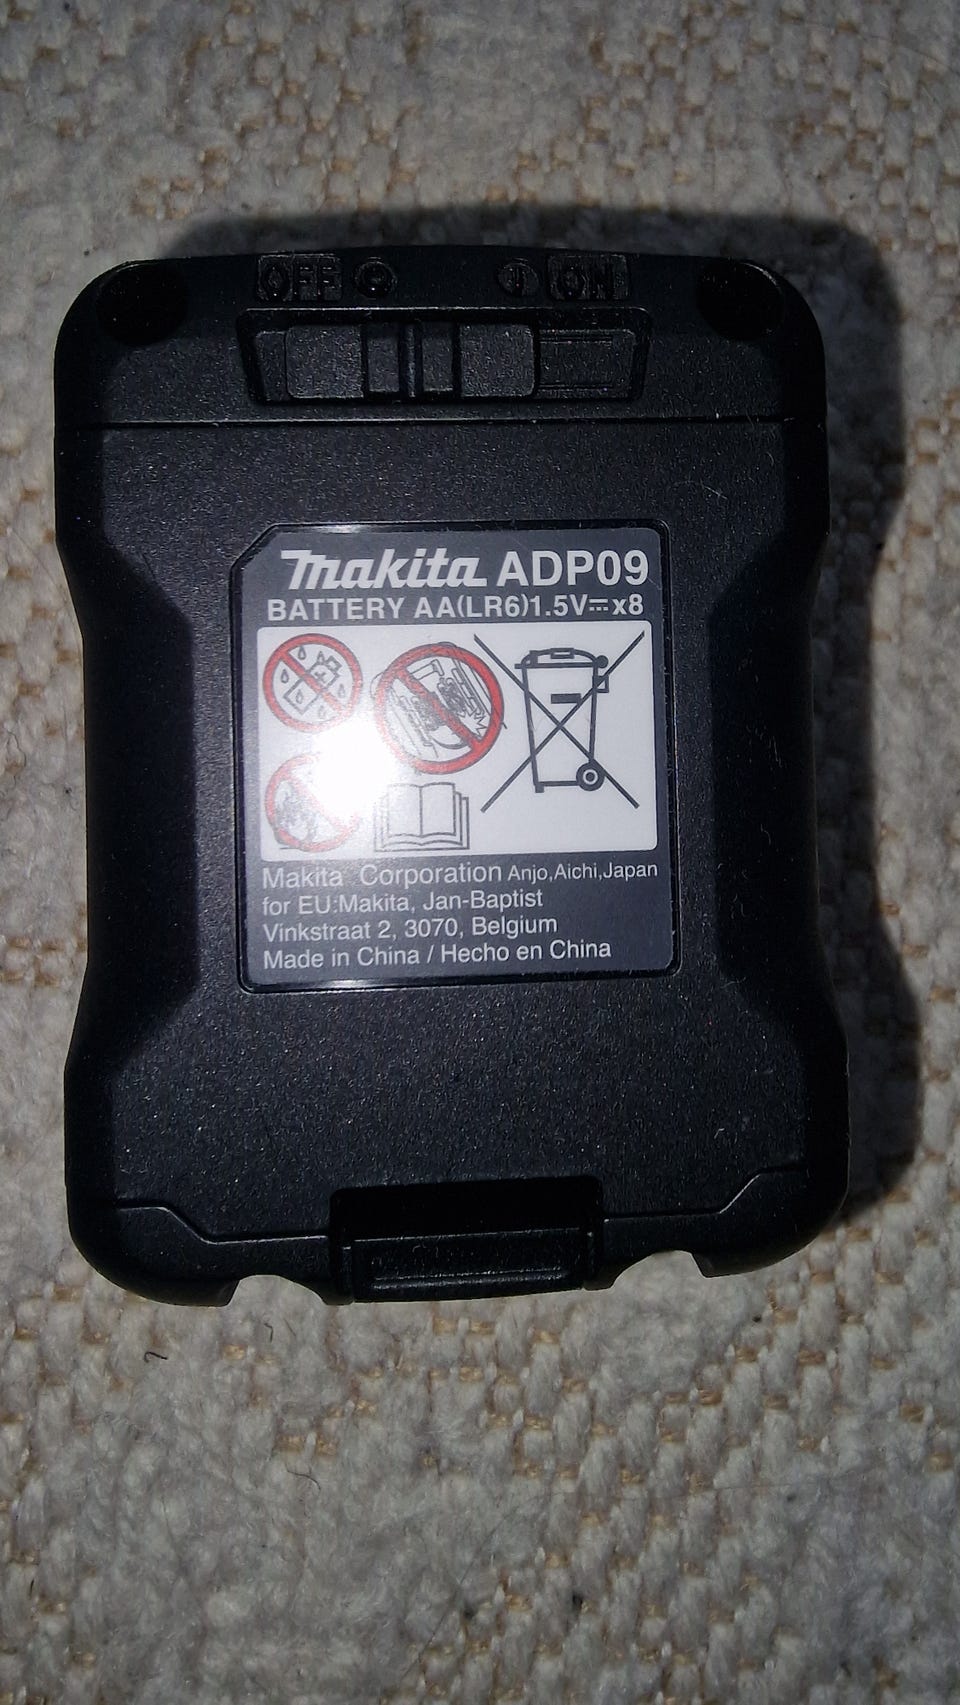 OFF O I ON
Makita ADP09
BATTERY AA(LR6)1.5V⎓x8
Makita Corporation Anjo,Aichi,Japan
for EU:Makita, Jan-Baptist
Vinkstraat 2, 3070, Belgium
Made in China / Hecho en China